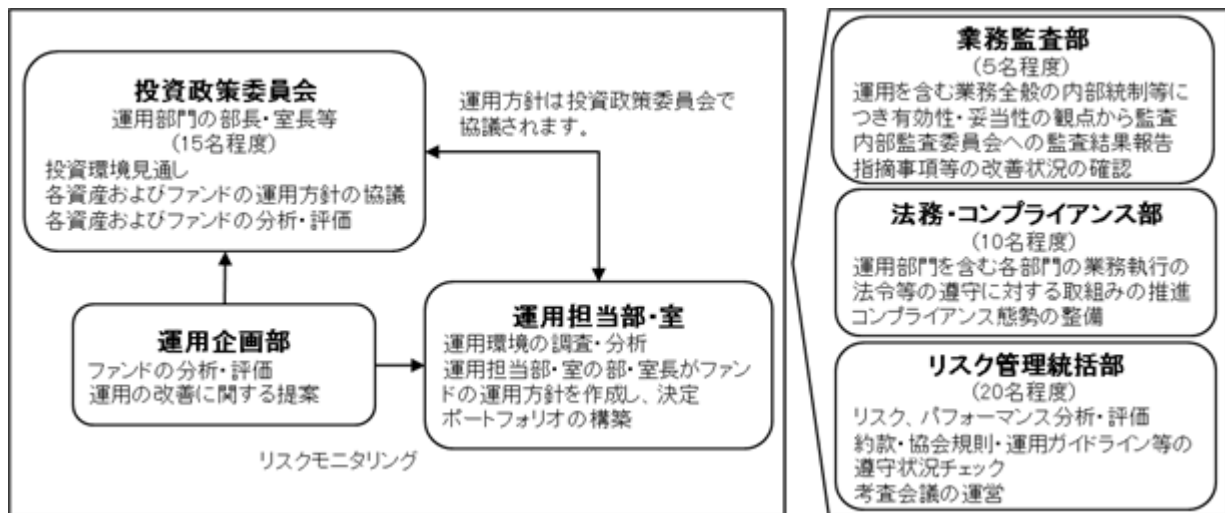 投資政策委員会
運用部門の部長・室長等
(15名程度)
投資環境見通し
各資産およびファンドの運用方針の協議
各資産およびファンドの分析・評価
運用方針は投資政策委員会で
協議されます。
運用企画部
ファンドの分析・評価
運用の改善に関する提案
運用担当部・室
運用環境の調査・分析
運用担当部・室の部・室長がファン
ドの運用方針を作成し、決定
ポートフォリオの構築
リスクモニタリング
業務監査部
(5名程度)
運用を含む業務全般の内部統制等に
つき有効性・妥当性の観点から監査
内部監査委員会への監査結果報告
指摘事項等の改善状況の確認
法務・コンプライアンス部
(10名程度)
運用部門を含む各部門の業務執行の
法令等の遵守に対する取組みの推進
コンプライアンス態勢の整備
リスク管理統括部
(20名程度)
リスク、パフォーマンス分析・評価
約款・協会規則・運用ガイドライン等の
遵守状況チェック
考査会議の運営